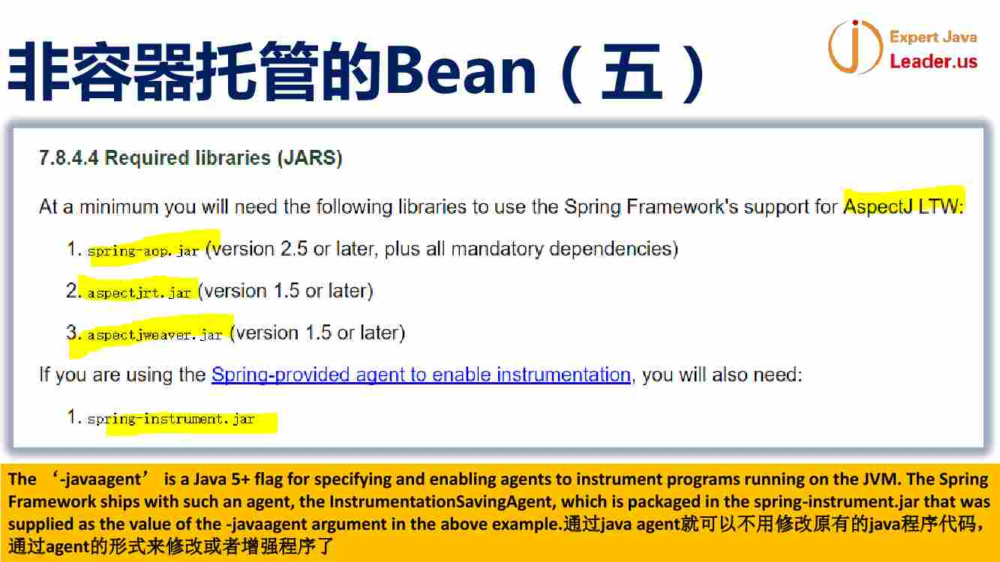 非容器托管的Bean（五）
Expert Java
Leader.us
7.8.4.4 Required libraries (JARS)
At a minimum you will need the following libraries to use the Spring Framework's support for AspectJ LTW:
1. spring-aop.jar (version 2.5 or later, plus all mandatory dependencies)
2. aspectjrt.jar (version 1.5 or later)
3. aspectjweaver.jar (version 1.5 or later)
If you are using the Spring-provided agent to enable instrumentation, you will also need:
1. spring-instrument.jar
The ‘-javaagent’ is a Java 5+ flag for specifying and enabling agents to instrument programs running on the JVM. The Spring
Framework ships with such an agent, the InstrumentationSavingAgent, which is packaged in the spring-instrument.jar that was
supplied as the value of the -javaagent argument in the above example.通过java agent就可以不用修改原有的java程序代码，
通过agent的形式来修改或者增强程序了